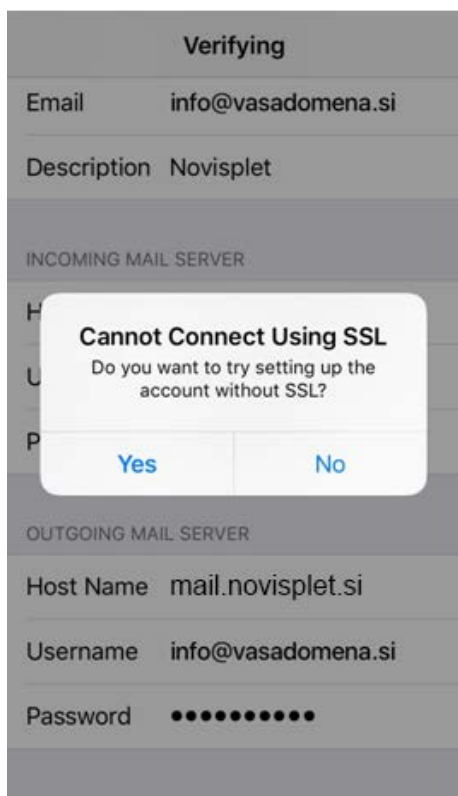 Verifying
Email info@vasadomena.si
Description Novisplet
INCOMING MAIL SERVER
H
Cannot Connect Using SSL
U
Do you want to try setting up the
account without SSL?
P
Yes No
OUTGOING MAIL SERVER
Host Name mail.novisplet.si
Username info@vasadomena.si
Password ●●●●●●●●●●